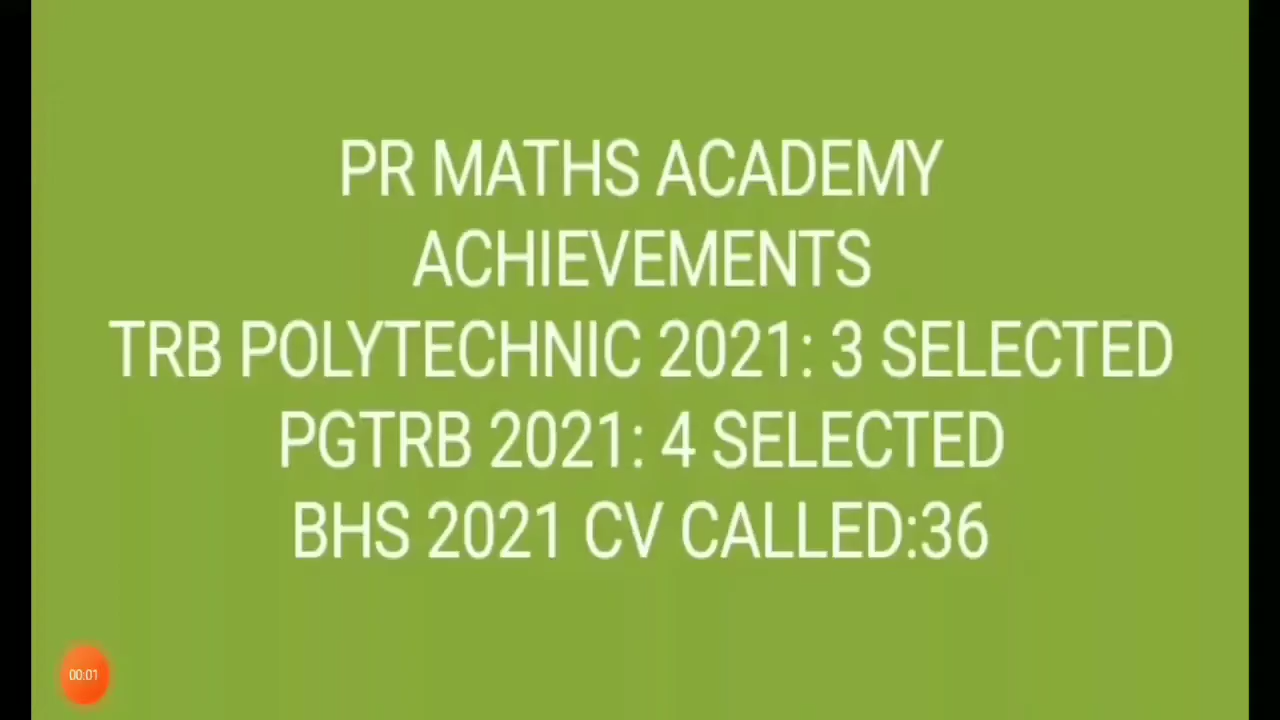 PR MATHS ACADEMY
ACHIEVEMENTS
TRB POLYTECHNIC 2021: 3 SELECTED
PGTRB 2021: 4 SELECTED
BHS 2021 CV CALLED:36
00:01